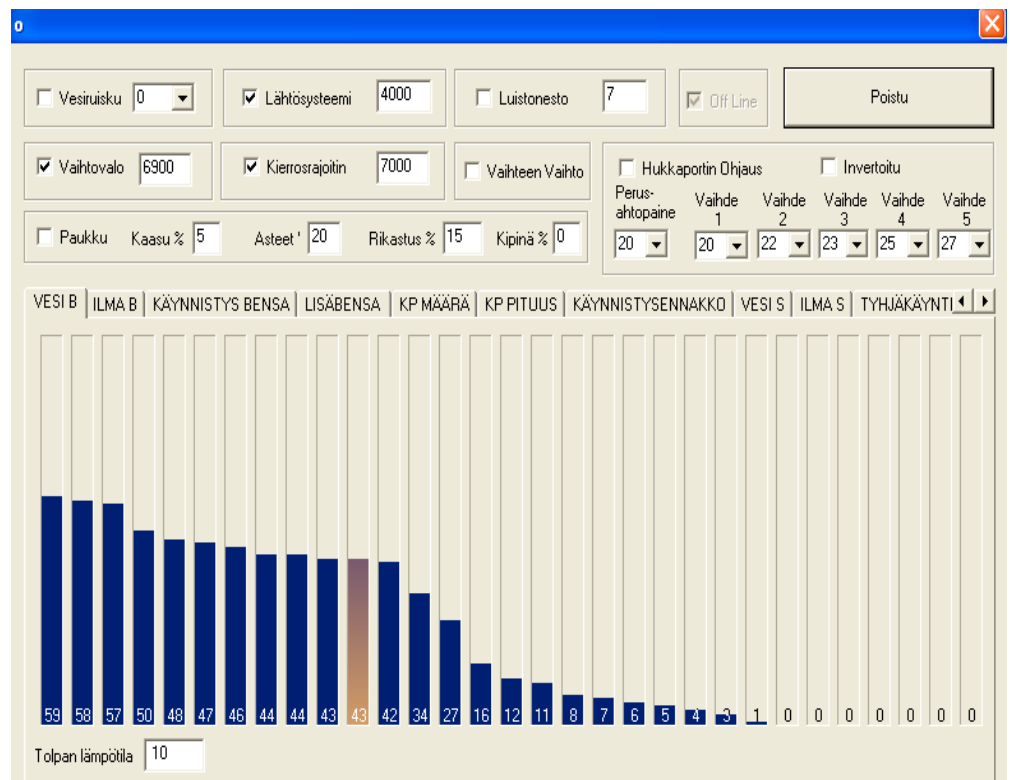 o
Vesiruisku 0 Lähtösysteemi 4000 Luistonesto 7 Off Line Poistu
Vaihtovalo 6900 Kierrosrajoitin 7000 Vaihteen Vaihto
Hukkaportin Ohjaus Invertoitu
Perus-ahtopaine Vaihde 1 Vaihde 2 Vaihde 3 Vaihde 4 Vaihde 5
20 20 22 23 25 27
Paukku Kaasu % 5 Asteet ' 20 Rikastus % 15 Kipinä % 0
VESI B ILMA B KÄYNNISTYS BENSA LISÄBENSA KP MÄÄRÄ KP PITUUS KÄYNNISTYSENNAKKO VESI S ILMA S TYHJÄKÄYNTI
59 58 57 50 48 47 46 44 44 43 43 42 34 27 16 12 11 8 7 6 5 4 3 1 0 0 0 0 0 0 0
Tolpan lämpötila 10